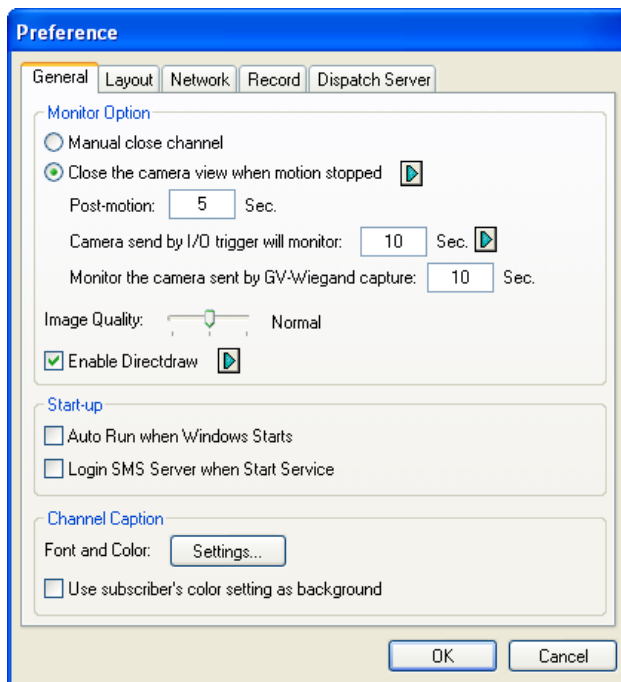 Preference
General Layout Network Record Dispatch Server
Monitor Option
Manual close channel
Close the camera view when motion stopped
Post-motion: 5 Sec.
Camera send by I/O trigger will monitor: 10 Sec.
Monitor the camera sent by GV-Wiegand capture: 10 Sec.
Image Quality: Normal
Enable Directdraw
Start-up
Auto Run when Windows Starts
Login SMS Server when Start Service
Channel Caption
Font and Color: Settings...
Use subscriber's color setting as background
OK Cancel